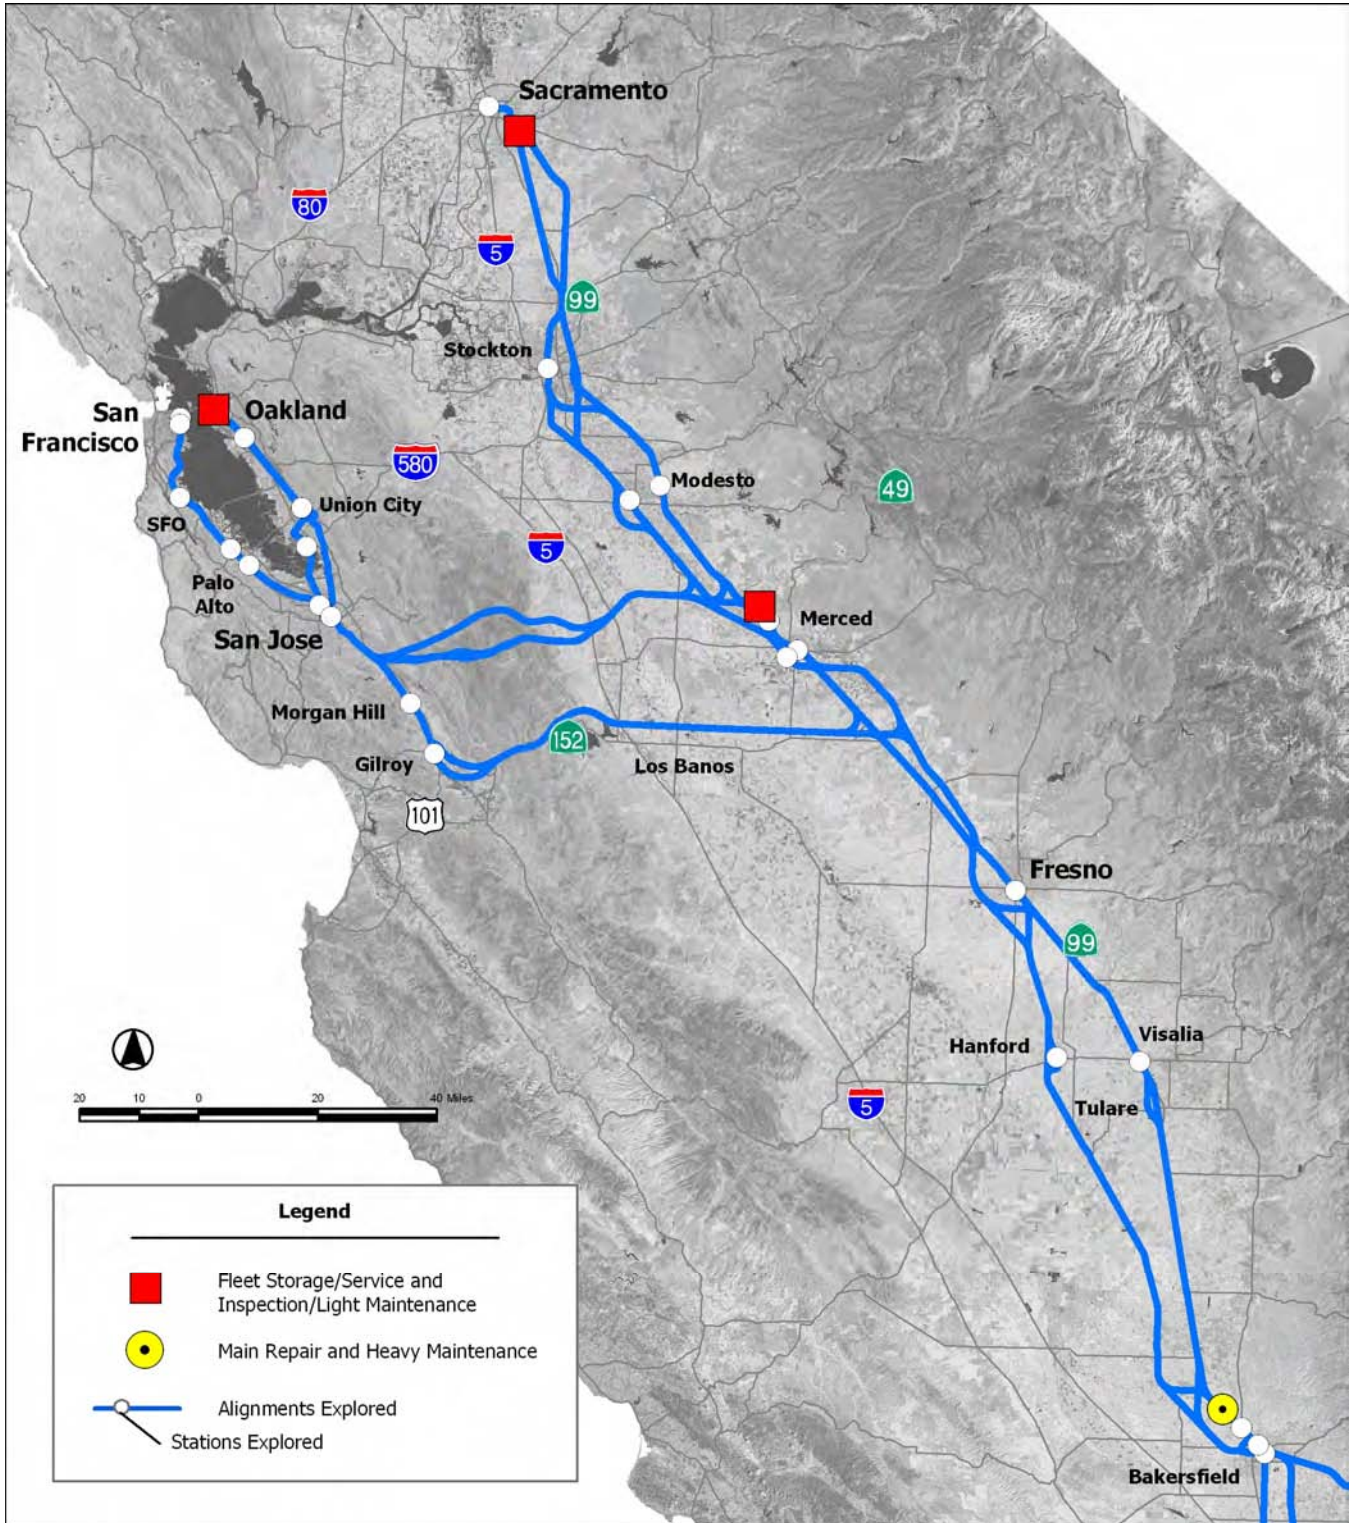 Sacramento
80
5
99
Stockton
San
Francisco
Oakland
580
Modesto
49
Union City
SFO
5
Palo
Alto
San Jose
Merced
Morgan Hill
152
Gilroy
Los Banos
101
Fresno
99
Hanford
Visalia
5
Tulare
20 10 0 20 40 Miles
Legend
Fleet Storage/Service and
Inspection/Light Maintenance
Main Repair and Heavy Maintenance
Alignments Explored
Stations Explored
Bakersfield